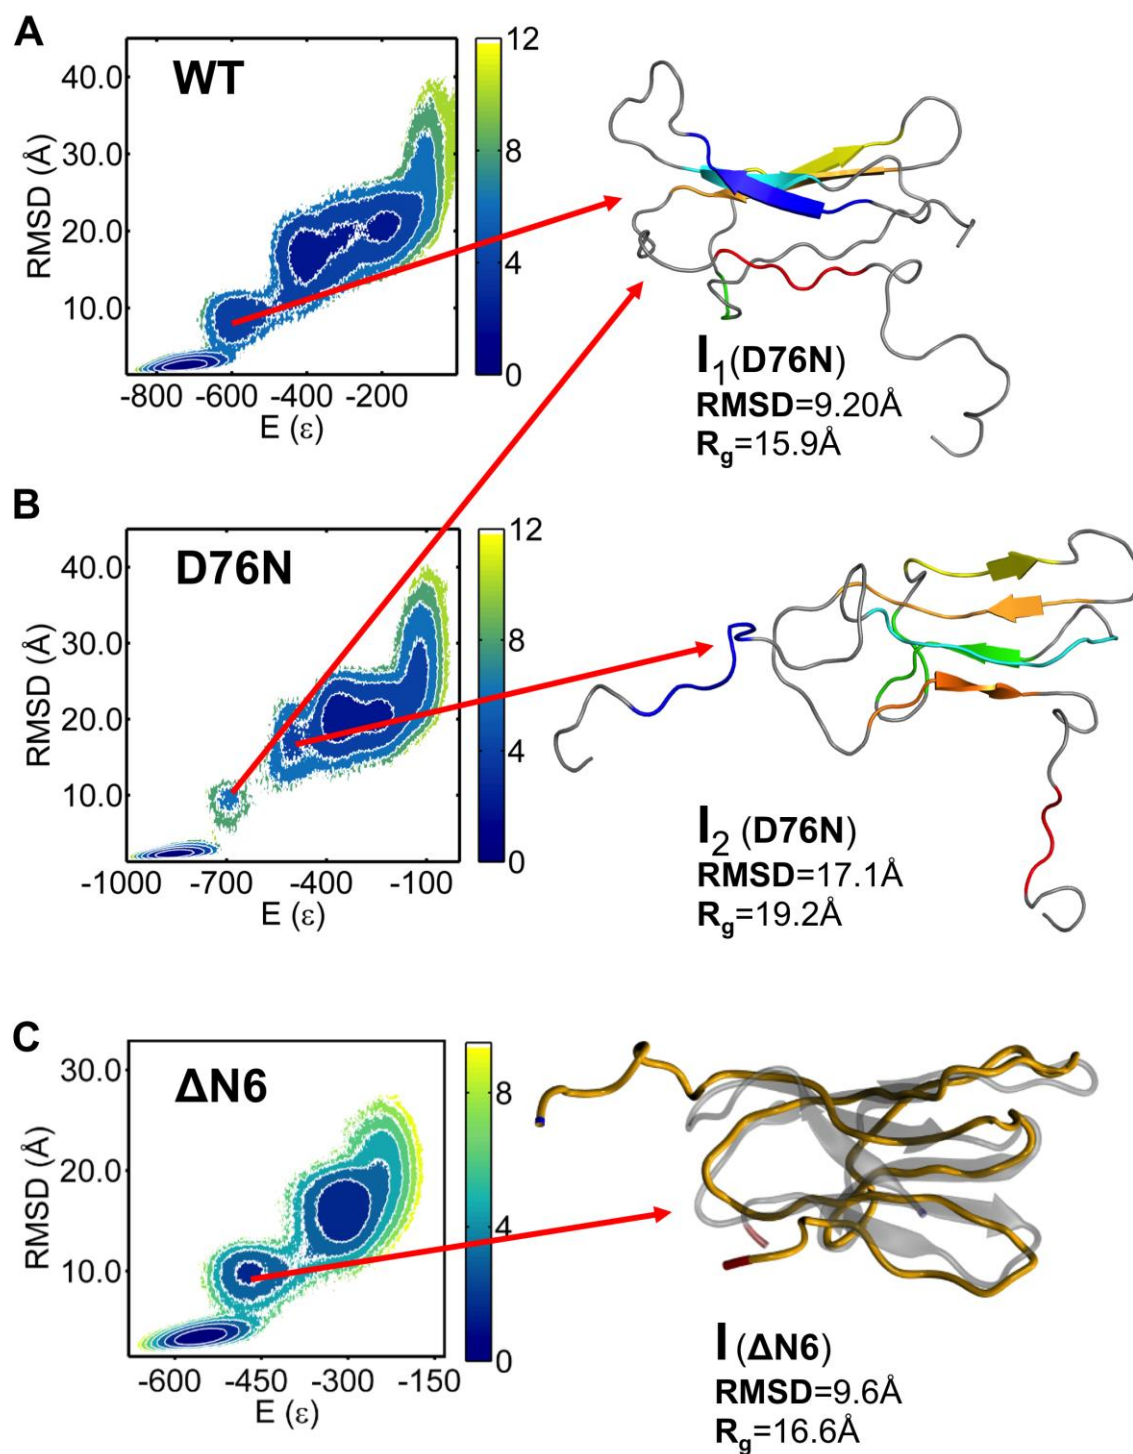 A
WT
RMSD (Å)
40.0
30.0
20.0
10.0
-800 -600 -400 -200
E (ε)
12
8
4
0
I1(D76N)
RMSD=9.20Å
Rg=15.9Å
B
D76N
RMSD (Å)
40.0
30.0
20.0
10.0
-1000 -700 -400 -100
E (ε)
12
8
4
0
I2 (D76N)
RMSD=17.1Å
Rg=19.2Å
C
ΔN6
RMSD (Å)
30.0
20.0
10.0
-600 -450 -300 -150
E (ε)
8
4
0
I (ΔN6)
RMSD=9.6Å
Rg=16.6Å